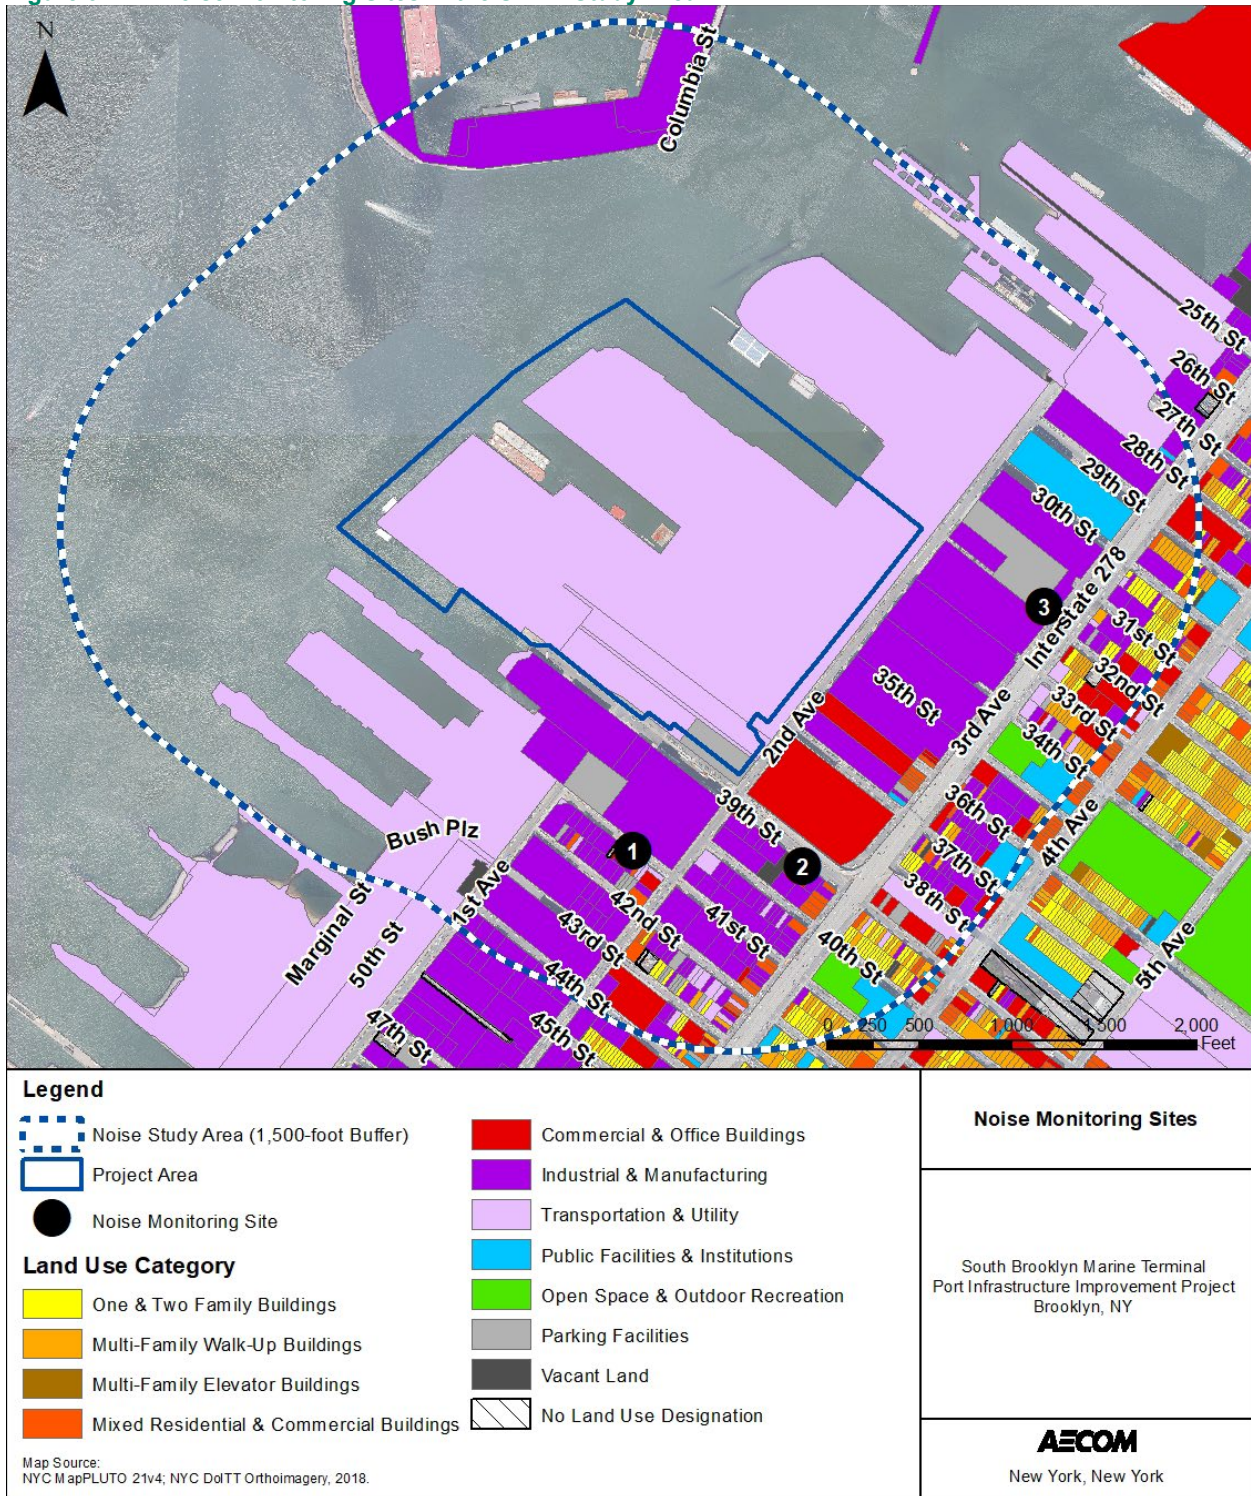 N
Columbia St
25th St
26th St
27th St
28th St
29th St
30th St
Interstate 278
31st St
32nd St
33rd St
34th St
35th St
3rd Ave
2nd Ave
36th St
37th St
38th St
4th Ave
39th St
40th St
41st St
42nd St
43rd St
44th St
45th St
47th St
5th Ave
1st Ave
Bush Plz
Marginal St
50th St
1
2
3
0 250 500 1,000 1,500 2,000
Feet
Legend
Noise Study Area (1,500-foot Buffer)
Project Area
Noise Monitoring Site
Land Use Category
One & Two Family Buildings
Multi-Family Walk-Up Buildings
Multi-Family Elevator Buildings
Mixed Residential & Commercial Buildings
Commercial & Office Buildings
Industrial & Manufacturing
Transportation & Utility
Public Facilities & Institutions
Open Space & Outdoor Recreation
Parking Facilities
Vacant Land
No Land Use Designation
Map Source:
NYC MapPLUTO 21v4; NYC DoITT Orthoimagery, 2018.
Noise Monitoring Sites
South Brooklyn Marine Terminal
Port Infrastructure Improvement Project
Brooklyn, NY
AECOM
New York, New York